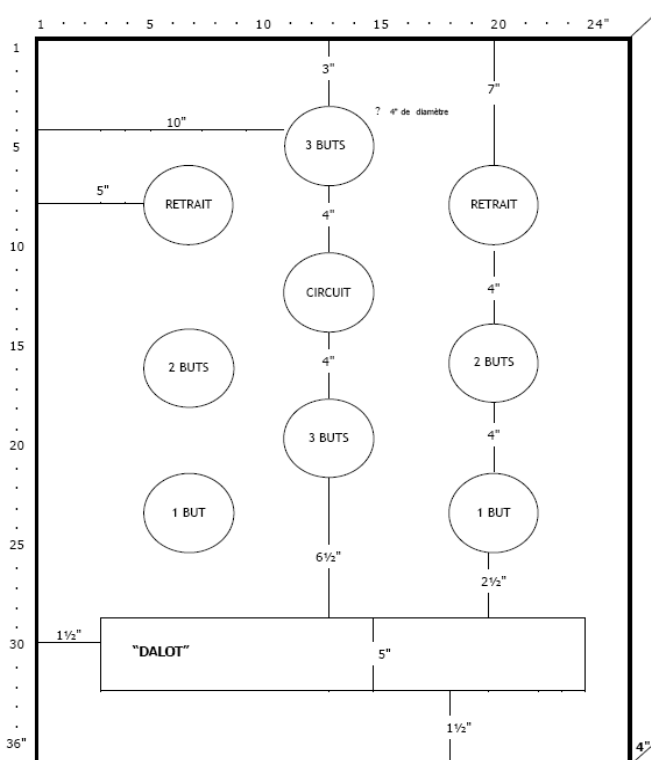 1 5 10 15 20 24"
1
3"
7"
? 4" de diamètre
10"
5
3 BUTS
5"
RETRAIT
RETRAIT
4"
10
4"
CIRCUIT
15
4"
2 BUTS
2 BUTS
4"
20
3 BUTS
1 BUT
1 BUT
25
6½"
2½"
1½"
30
"DALOT"
5"
1½"
36"
4"